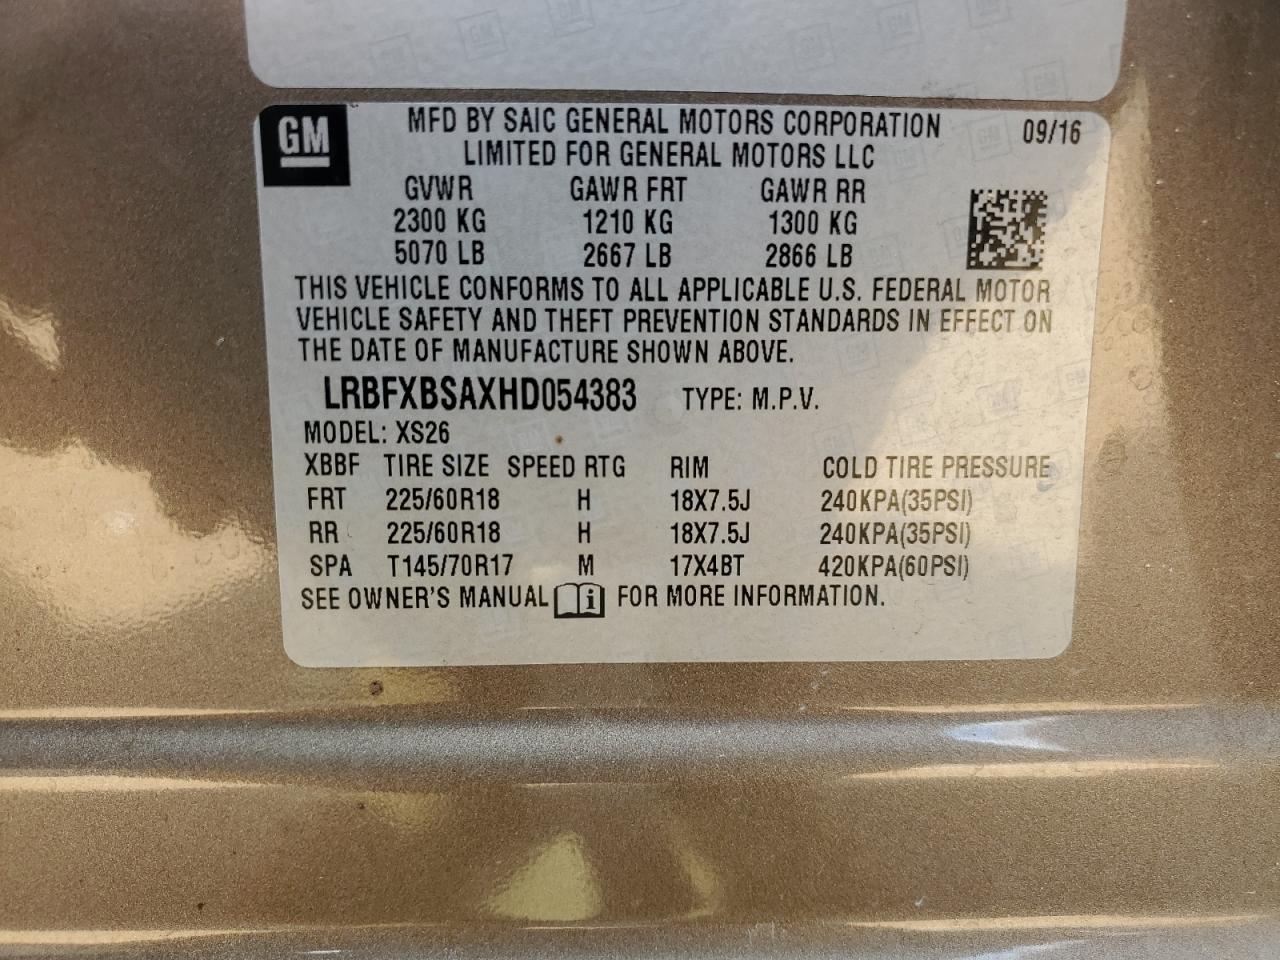 GM
MFD BY SAIC GENERAL MOTORS CORPORATION 09/16
LIMITED FOR GENERAL MOTORS LLC
GVWR GAWR FRT GAWR RR
2300 KG 1210 KG 1300 KG
5070 LB 2667 LB 2866 LB
THIS VEHICLE CONFORMS TO ALL APPLICABLE U.S. FEDERAL MOTOR
VEHICLE SAFETY AND THEFT PREVENTION STANDARDS IN EFFECT ON
THE DATE OF MANUFACTURE SHOWN ABOVE.
LRBFXBSAXHD054383 TYPE: M.P.V.
MODEL: XS26
XBBF TIRE SIZE SPEED RTG RIM COLD TIRE PRESSURE
FRT 225/60R18 H 18X7.5J 240KPA(35PSI)
RR 225/60R18 H 18X7.5J 240KPA(35PSI)
SPA T145/70R17 M 17X4BT 420KPA(60PSI)
SEE OWNER'S MANUAL i FOR MORE INFORMATION.